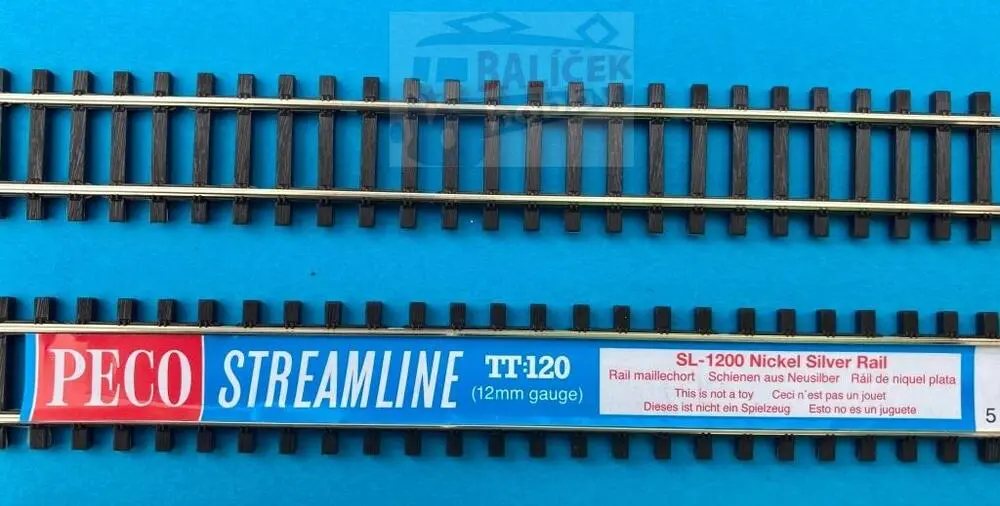 BALÍČEK
HOBBY
PECO STREAMLINE TT:120
(12mm gauge)
SL-1200 Nickel Silver Rail
Rail maillechort Schienen aus Neusilber Ráil de niquel plata
This is not a toy Ceci n´est pas un jouet
Dieses ist nicht ein Spielzeug Esto no es un juguete
5